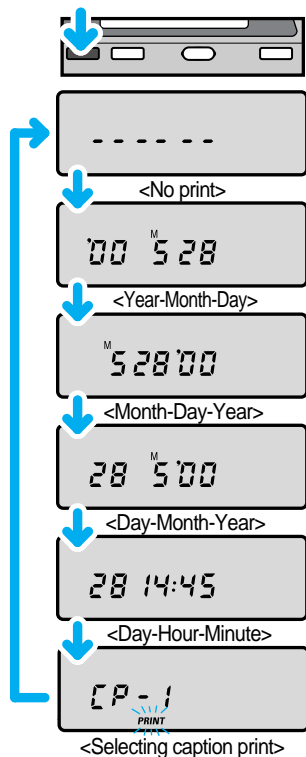 - - - - - -
<No print>
'00 M 5 28
<Year-Month-Day>
M 5 28 '00
<Month-Day-Year>
28 M 5 '00
<Day-Month-Year>
28 14:45
<Day-Hour-Minute>
CP-1
PRINT
<Selecting caption print>